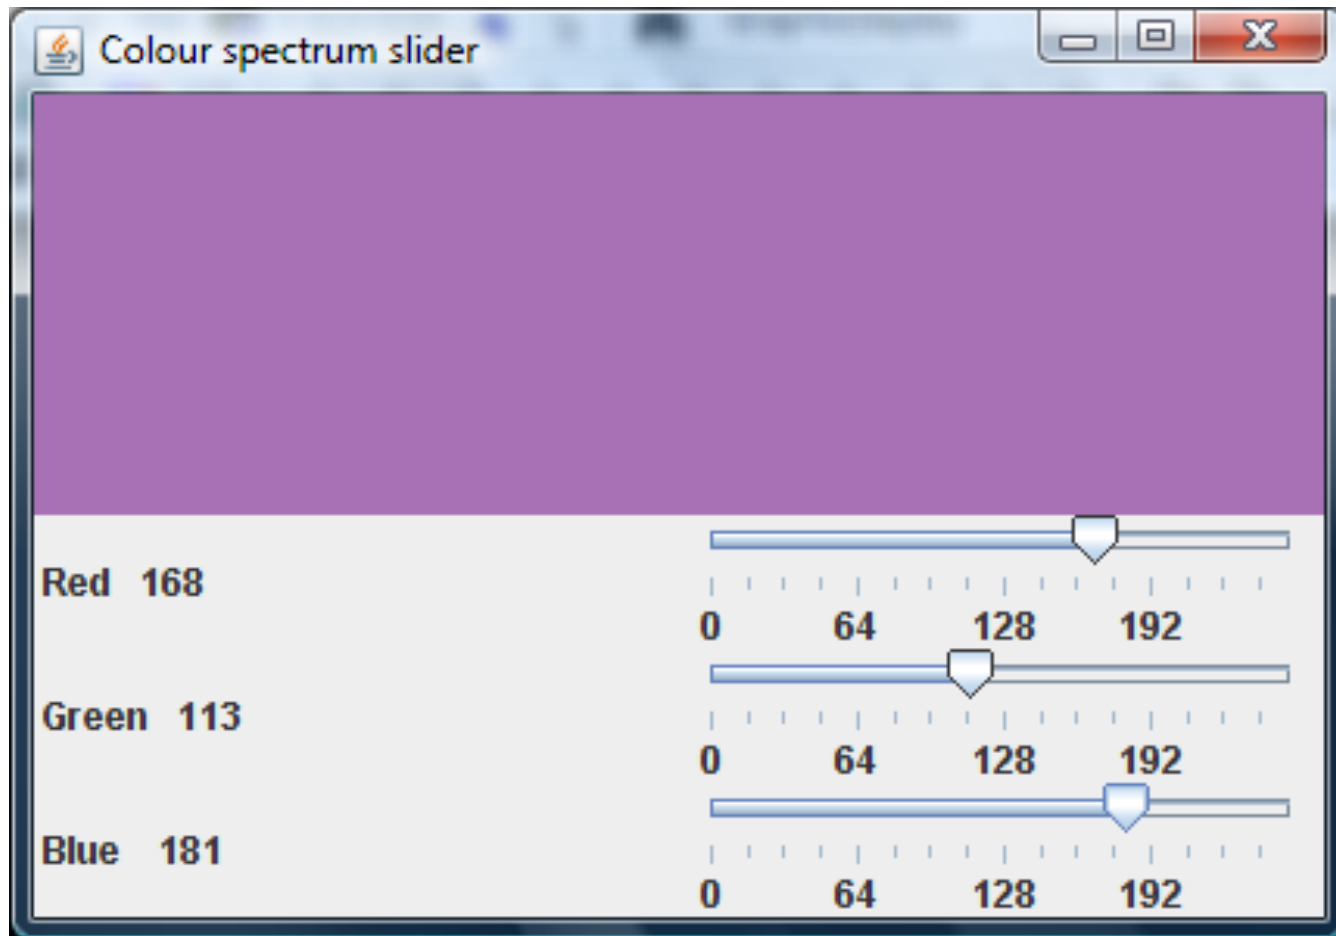 Colour spectrum slider
Red 168
0 64 128 192
Green 113
0 64 128 192
Blue 181
0 64 128 192